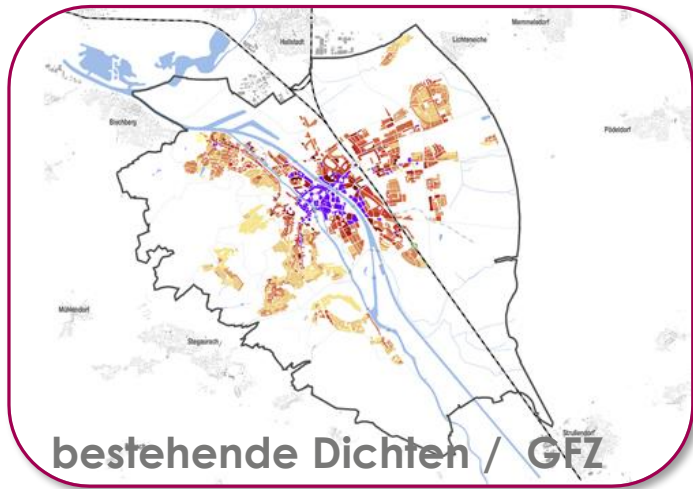 Memmelsdorf
Hallstadt
Lichteneiche
Bischberg
Pödeldorf
Mühlendorf
Stegaurach
Strullendorf
bestehende Dichten / GFZ